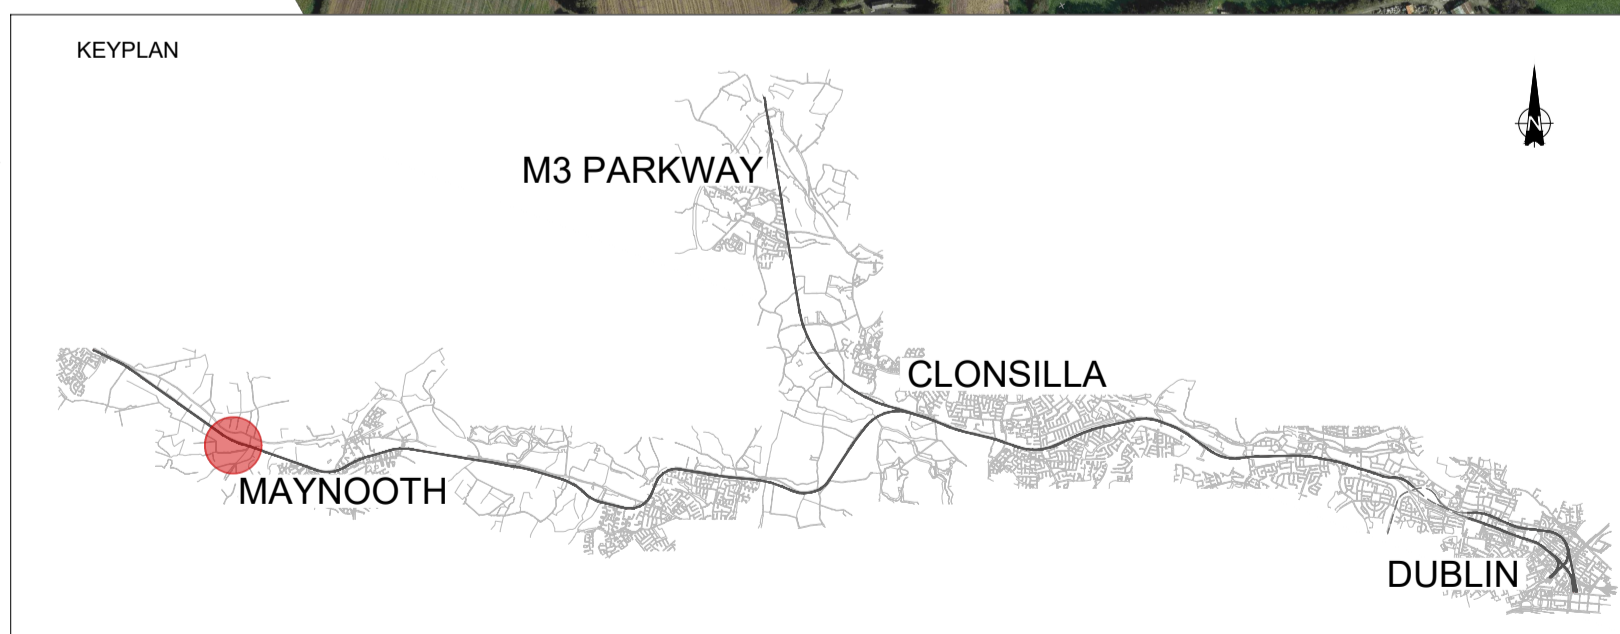 KEYPLAN
N
M3 PARKWAY
CLONSILLA
MAYNOOTH
DUBLIN